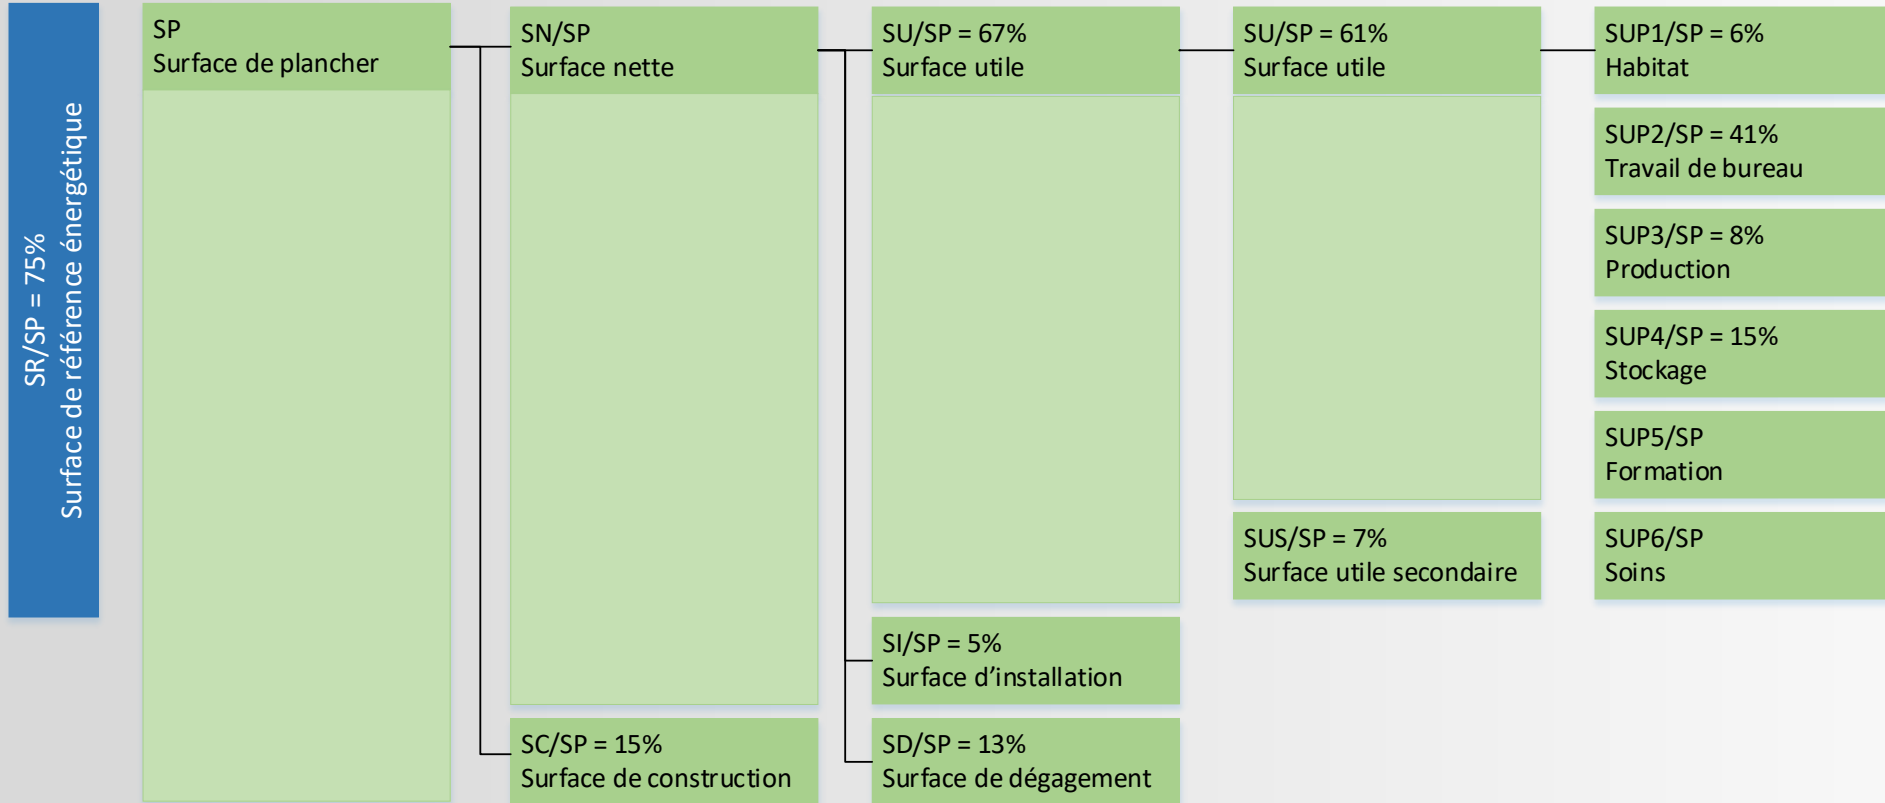 SR/SP = 75%
Surface de référence énergétique
SP
Surface de plancher
SN/SP
Surface nette
SC/SP = 15%
Surface de construction
SU/SP = 67%
Surface utile
SI/SP = 5%
Surface d’installation
SD/SP = 13%
Surface de dégagement
SU/SP = 61%
Surface utile
SUS/SP = 7%
Surface utile secondaire
SUP1/SP = 6%
Habitat
SUP2/SP = 41%
Travail de bureau
SUP3/SP = 8%
Production
SUP4/SP = 15%
Stockage
SUP5/SP
Formation
SUP6/SP
Soins